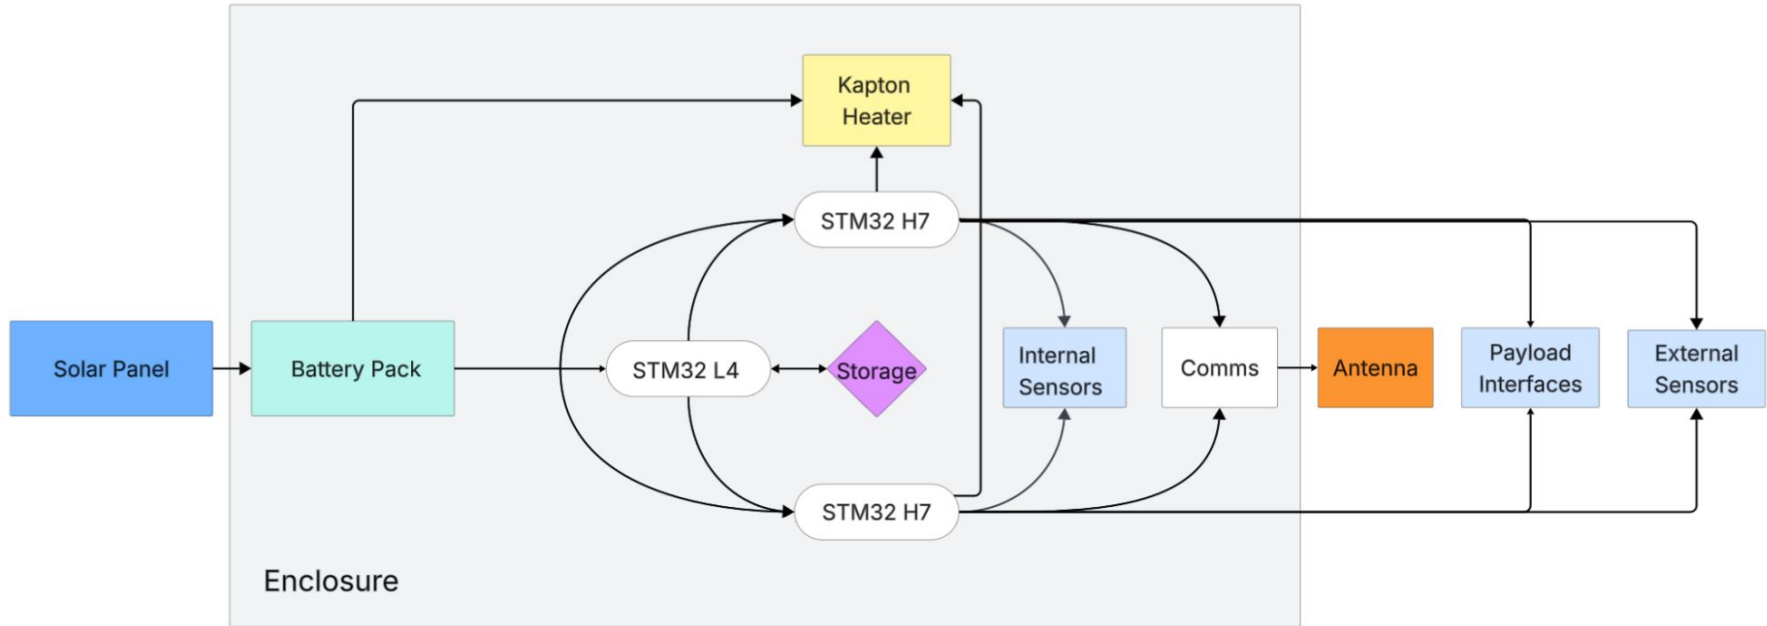 Kapton
Heater
STM32 H7
Solar Panel
Battery Pack
STM32 L4
Storage
Internal
Sensors
Comms
Antenna
Payload
Interfaces
External
Sensors
STM32 H7
Enclosure